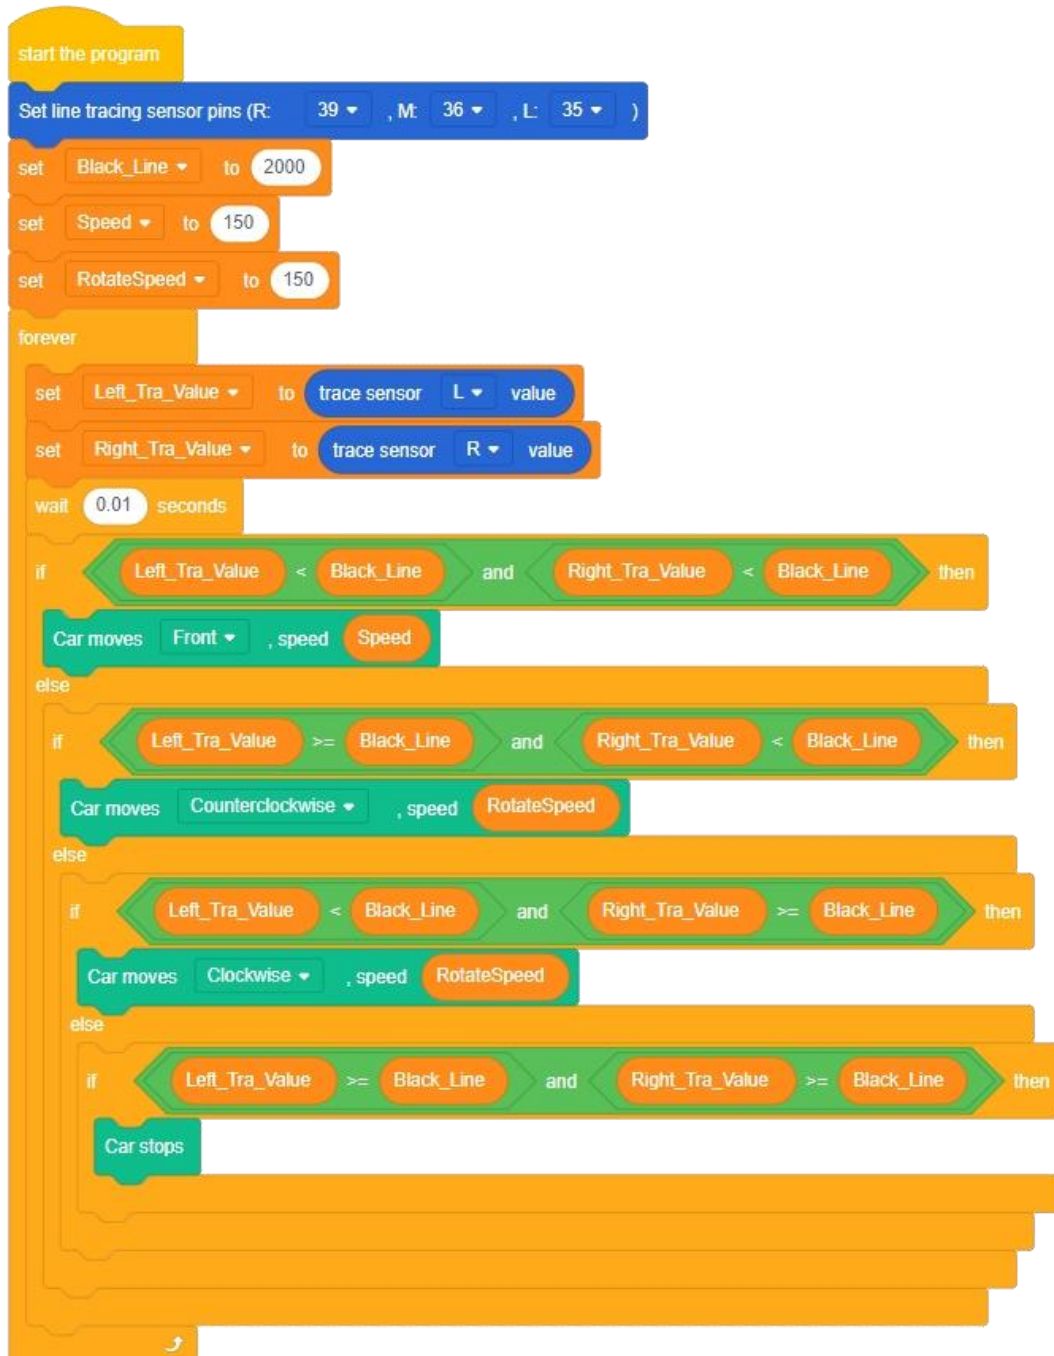 start the program
Set line tracing sensor pins (R: 39 , M: 36 , L: 35 )
set Black_Line to 2000
set Speed to 150
set RotateSpeed to 150
forever
set Left_Tra_Value to trace sensor L value
set Right_Tra_Value to trace sensor R value
wait 0.01 seconds
if Left_Tra_Value < Black_Line and Right_Tra_Value < Black_Line then
Car moves Front , speed Speed
else
if Left_Tra_Value >= Black_Line and Right_Tra_Value < Black_Line then
Car moves Counterclockwise , speed RotateSpeed
else
if Left_Tra_Value < Black_Line and Right_Tra_Value >= Black_Line then
Car moves Clockwise , speed RotateSpeed
else
if Left_Tra_Value >= Black_Line and Right_Tra_Value >= Black_Line then
Car stops